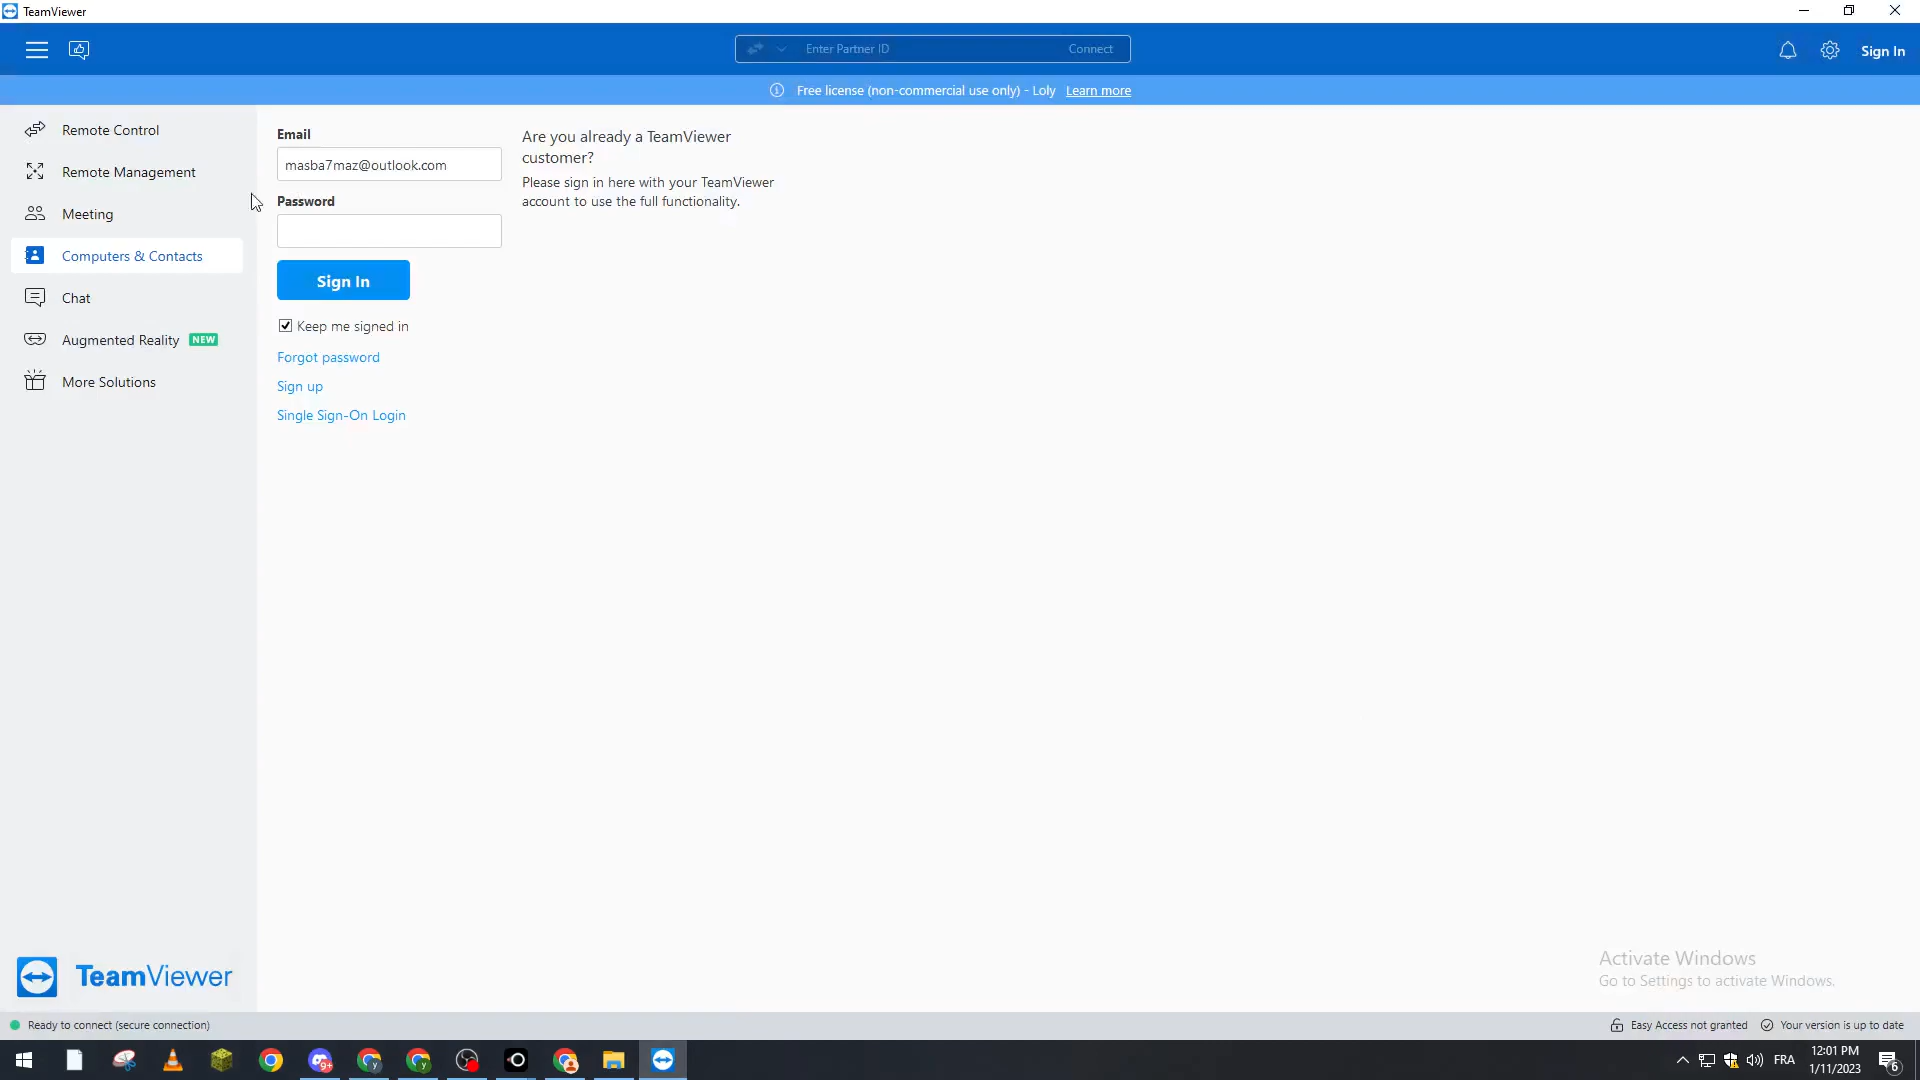 TeamViewer
Enter Partner ID
Connect
Sign In
Free license (non-commercial use only) - Loly Learn more
Remote Control
Remote Management
Meeting
Computers & Contacts
Chat
Augmented Reality NEW
More Solutions
Email
masba7maz@outlook.com
Password
Sign In
Keep me signed in
Forgot password
Sign up
Single Sign-On Login
Are you already a TeamViewer
customer?
Please sign in here with your TeamViewer
account to use the full functionality.
Activate Windows
Go to Settings to activate Windows.
TeamViewer
Ready to connect (secure connection)
Easy Access not granted
Your version is up to date
9+
y
y
FRA
12:01 PM
1/11/2023
6